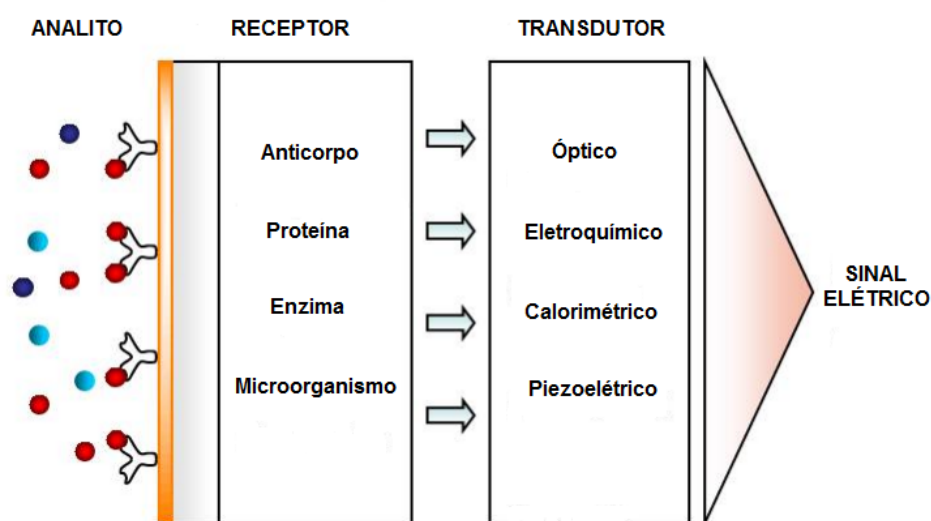 ANALITO
RECEPTOR
TRANSDUTOR
Anticorpo
Proteína
Enzima
Microorganismo
Óptico
Eletroquímico
Calorimétrico
Piezoelétrico
SINAL
ELÉTRICO